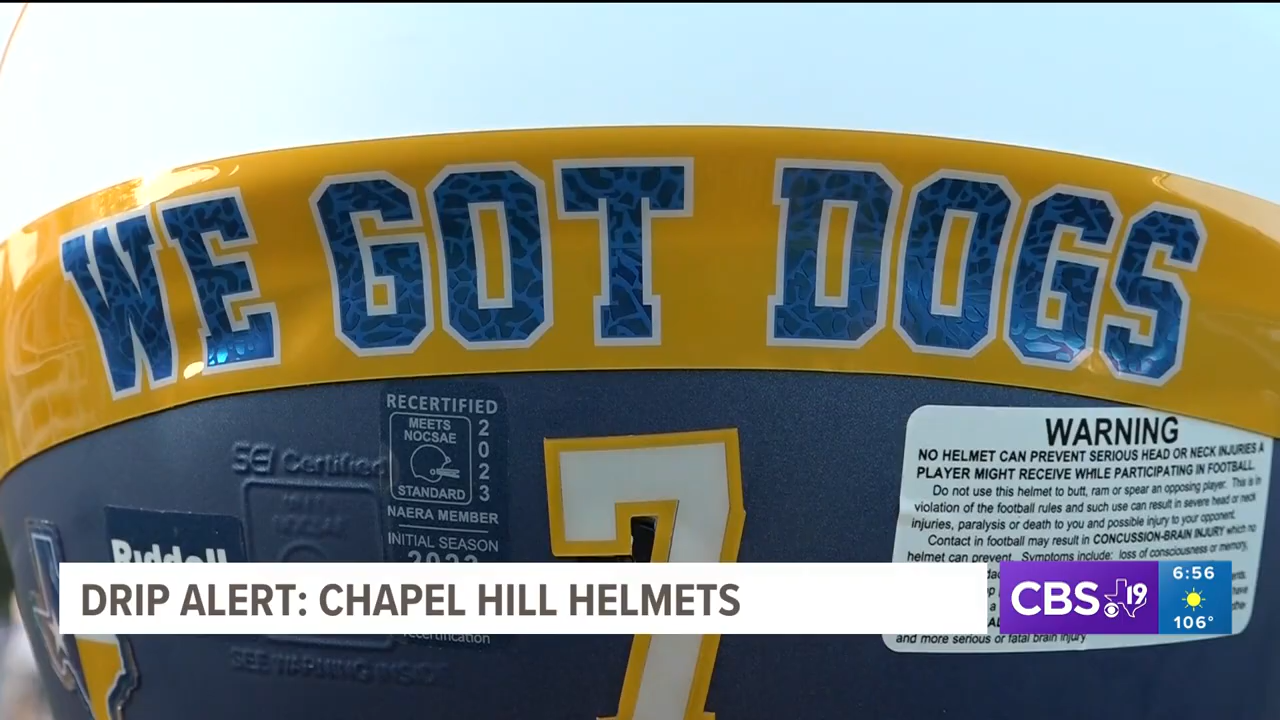 WE GOT DOGS
RECERTIFIED
MEETS
NOCSAE
STANDARD
2
0
2
3
NAERA MEMBER
INITIAL SEASON
SEI Certified
Riddell
7
WARNING
NO HELMET CAN PREVENT SERIOUS HEAD OR NECK INJURIES A
PLAYER MIGHT RECEIVE WHILE PARTICIPATING IN FOOTBALL.
Do not use this helmet to butt, ram or spear an opposing player. This is in
violation of the football rules and such use can result in severe head or neck
injuries, paralysis or death to you and possible injury to your opponent.
Contact in football may result in CONCUSSION-BRAIN INJURY which no
helmet can prevent. Symptoms include: loss of consciousness or memory,
and more serious or fatal brain injury
DRIP ALERT: CHAPEL HILL HELMETS
CBS 19
6:56
106°
recertification
SEE WARNING INSIDE